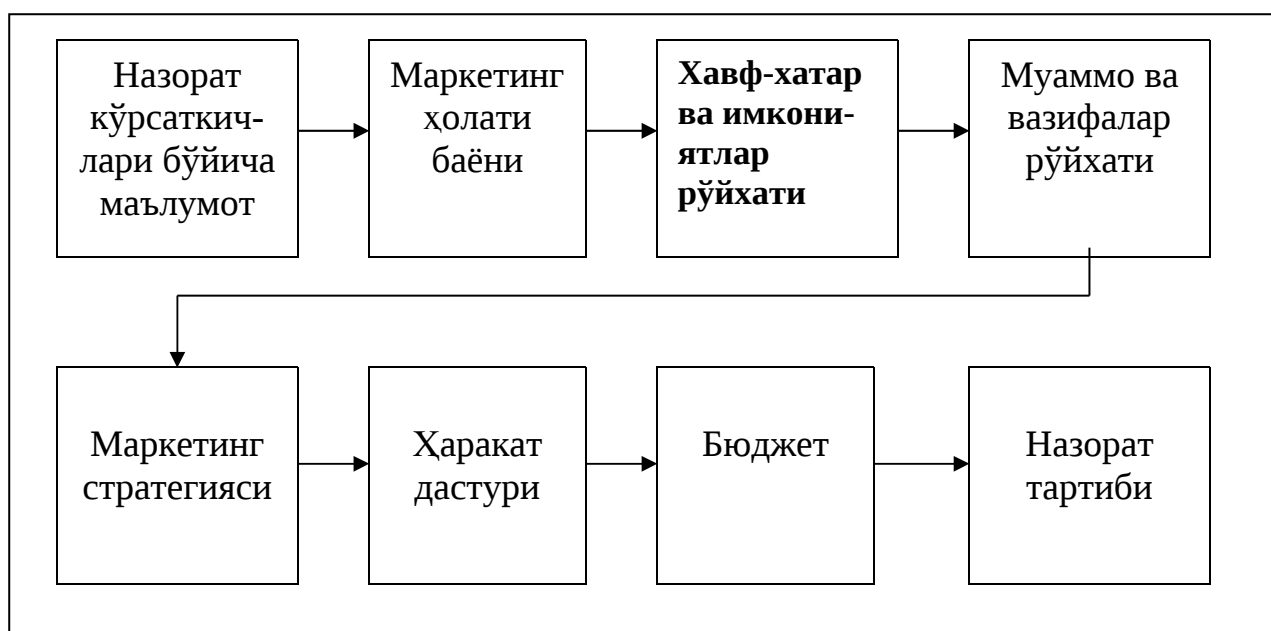 Назорат
кўрсаткич-
лари бўйича
маълумот
Маркетинг
ҳолати
баёни
Хавф-хатар
ва имкони-
ятлар
рўйхати
Муаммо ва
вазифалар
рўйхати
Маркетинг
стратегияси
Ҳаракат
дастури
Бюджет
Назорат
тартиби